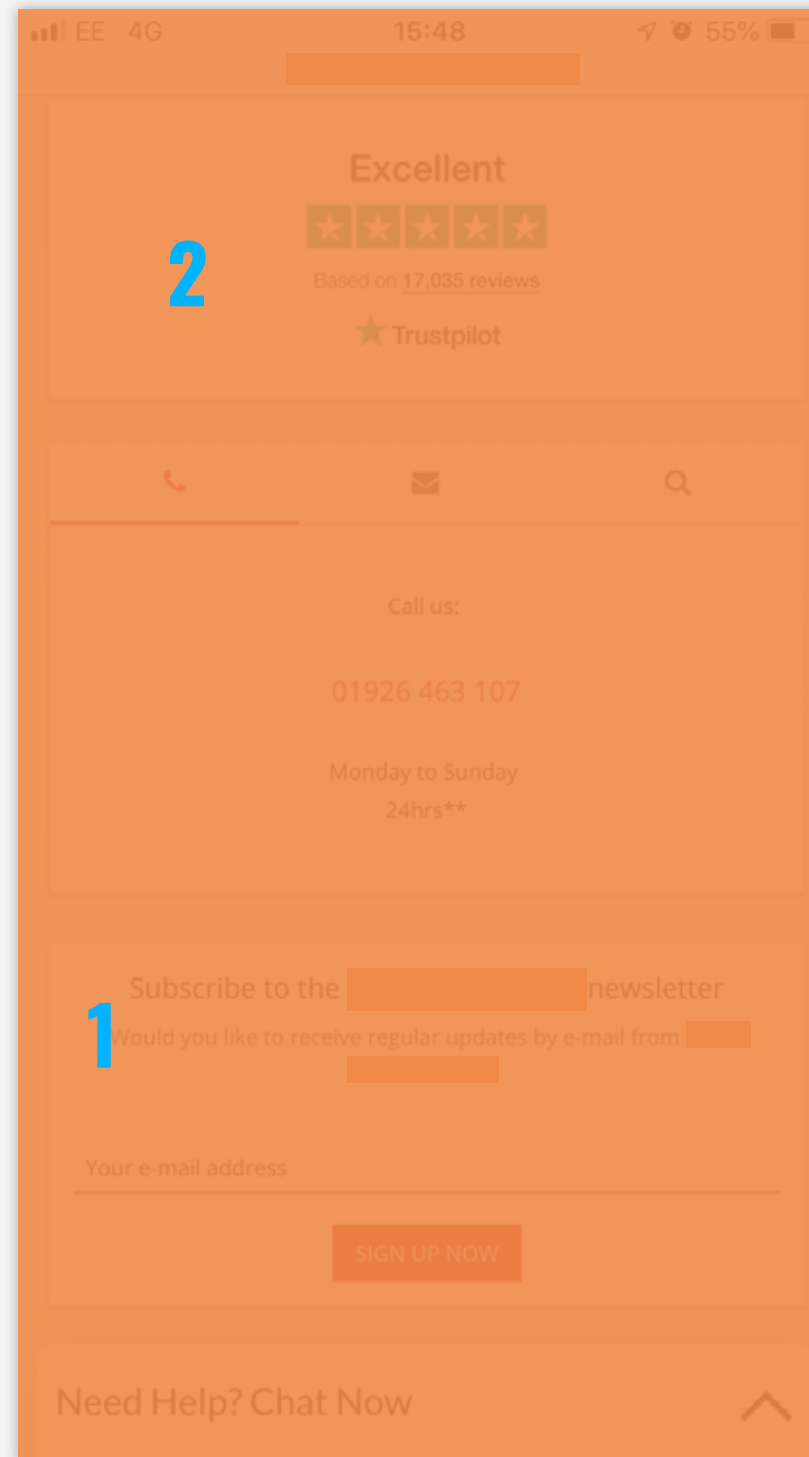 EE 4G 15:48 55%
Excellent
2
Based on 17,035 reviews
Trustpilot
Call us:
01926 463 107
Monday to Sunday
24hrs**
Subscribe to the newsletter
1
Would you like to receive regular updates by e-mail from
Your e-mail address
SIGN UP NOW
Need Help? Chat Now